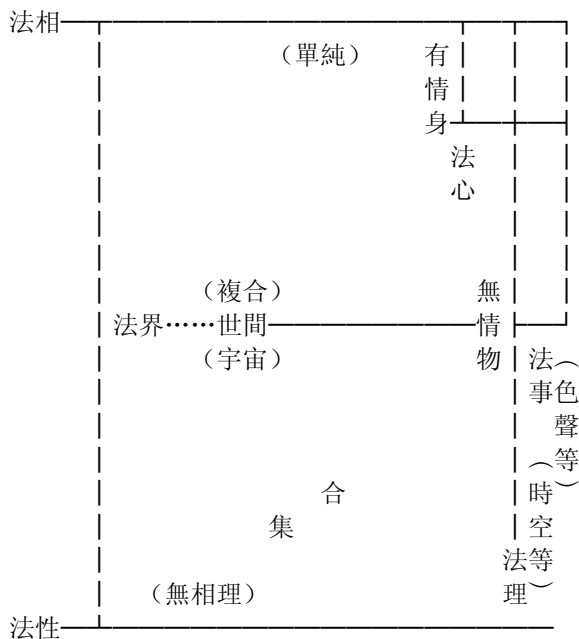 法相
（單純）
有情身
法心
（複合）
法界……世間
（宇宙）
無情物
法事
（色聲等）
（時空等）
法理
合集
（無相理）
法性